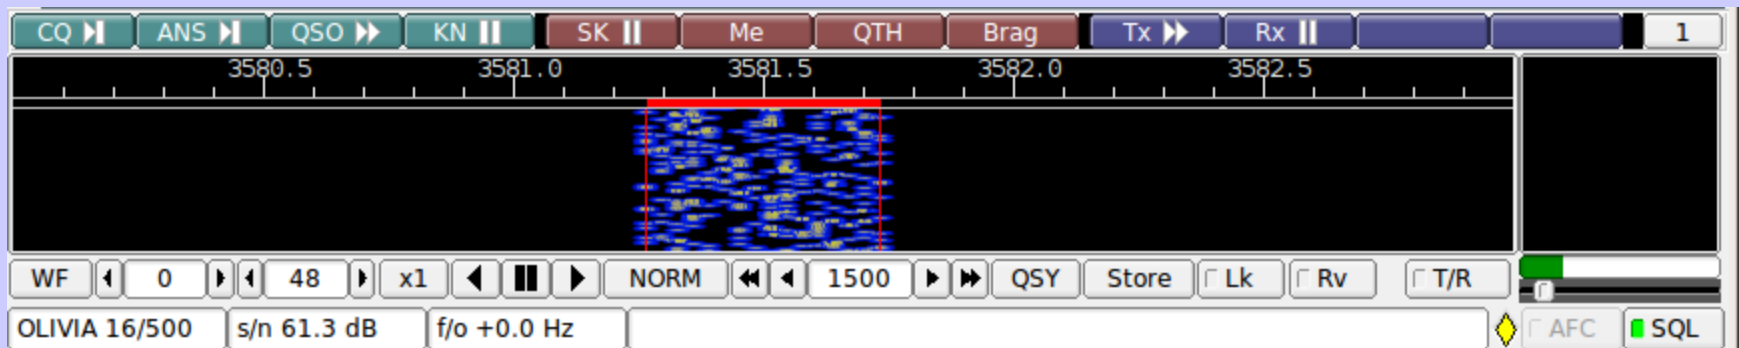 CQ ANS QSO KN SK Me QTH Brag Tx Rx 1
3580.5 3581.0 3581.5 3582.0 3582.5
WF 0 48 x1 NORM 1500 QSY Store Lk Rv T/R
OLIVIA 16/500 s/n 61.3 dB f/o +0.0 Hz AFC SQL